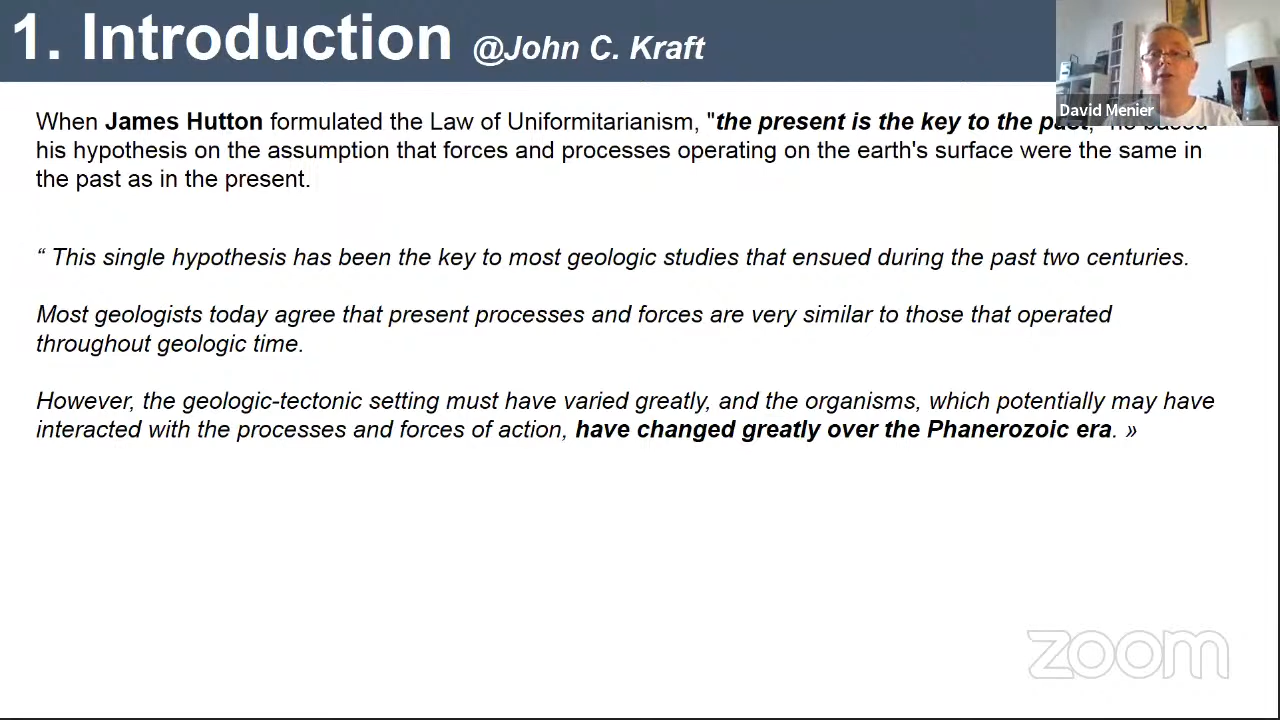 1. Introduction @John C. Kraft
David Menier
When James Hutton formulated the Law of Uniformitarianism, "the present is the key to the past," he based
his hypothesis on the assumption that forces and processes operating on the earth's surface were the same in
the past as in the present.
“ This single hypothesis has been the key to most geologic studies that ensued during the past two centuries.
Most geologists today agree that present processes and forces are very similar to those that operated
throughout geologic time.
However, the geologic-tectonic setting must have varied greatly, and the organisms, which potentially may have
interacted with the processes and forces of action, have changed greatly over the Phanerozoic era. »
zoom